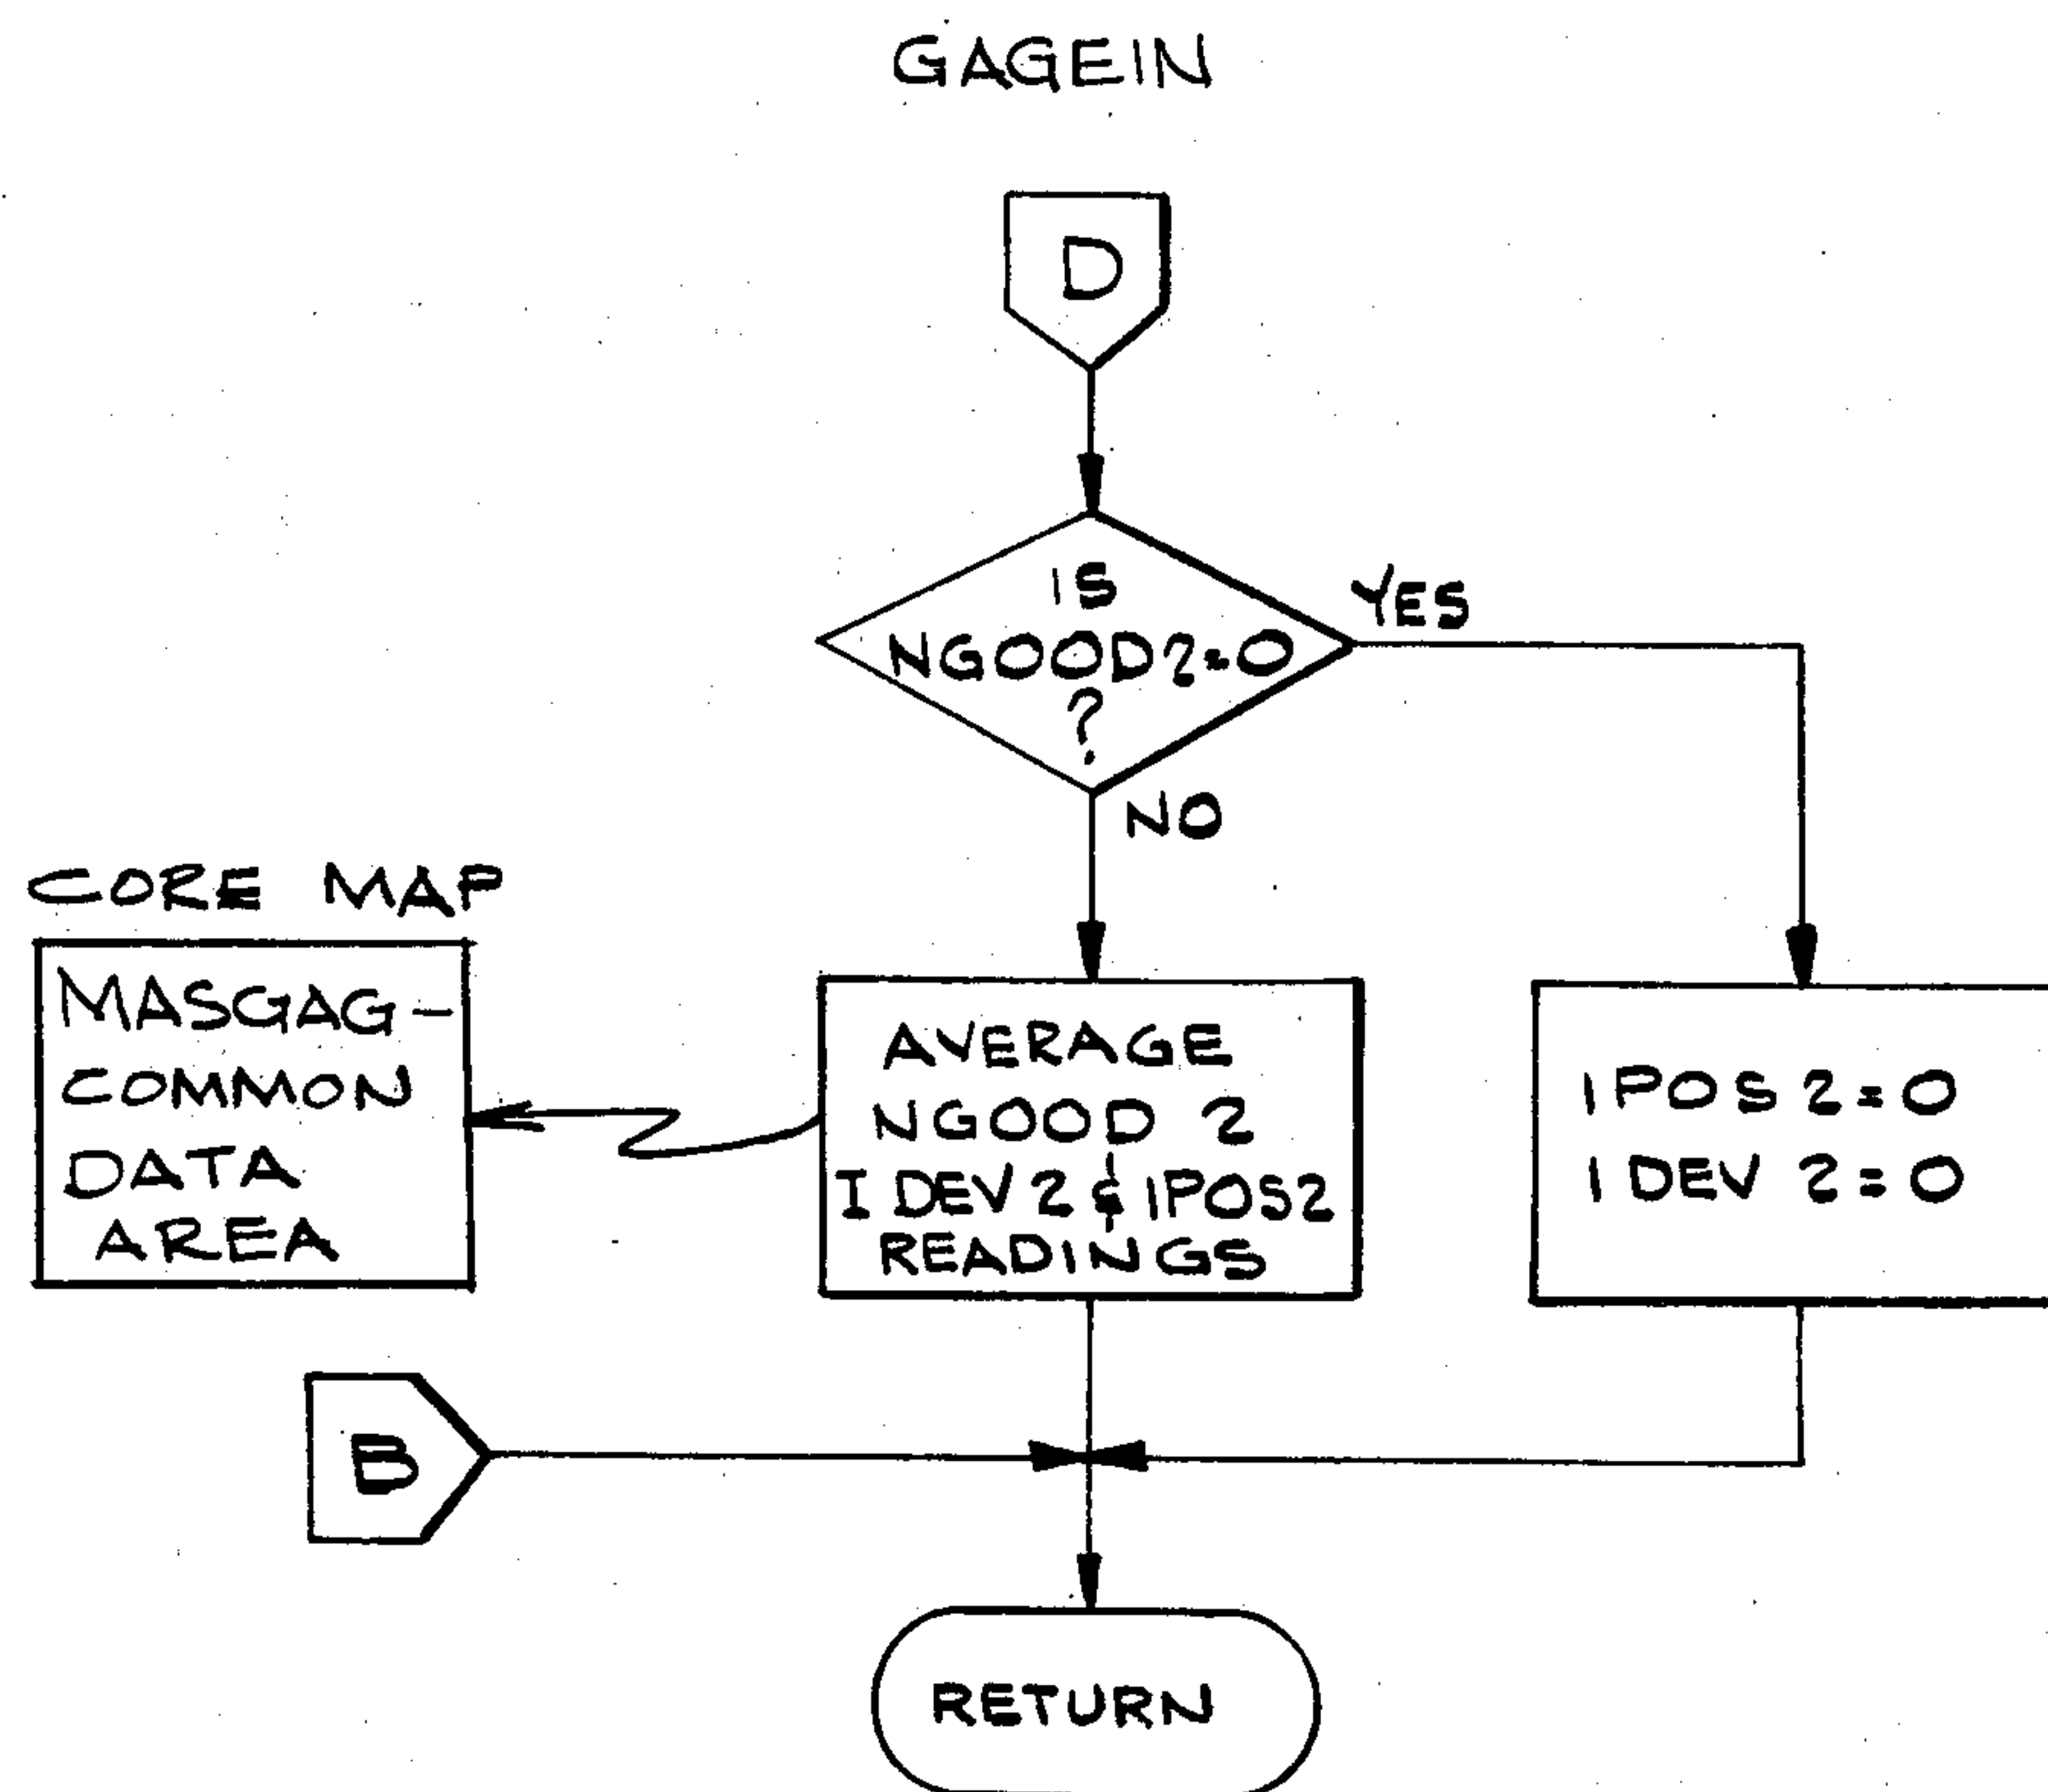 GAGEIN
D
IS
NGOOD2=0
?
YES
NO
CORE MAP
MASGAG-
COMMON
DATA
AREA
AVERAGE
NGOOD 2
I DEV 2 & IPOS2
READINGS
IPOS 2=0
IDEV 2=0
B
RETURN